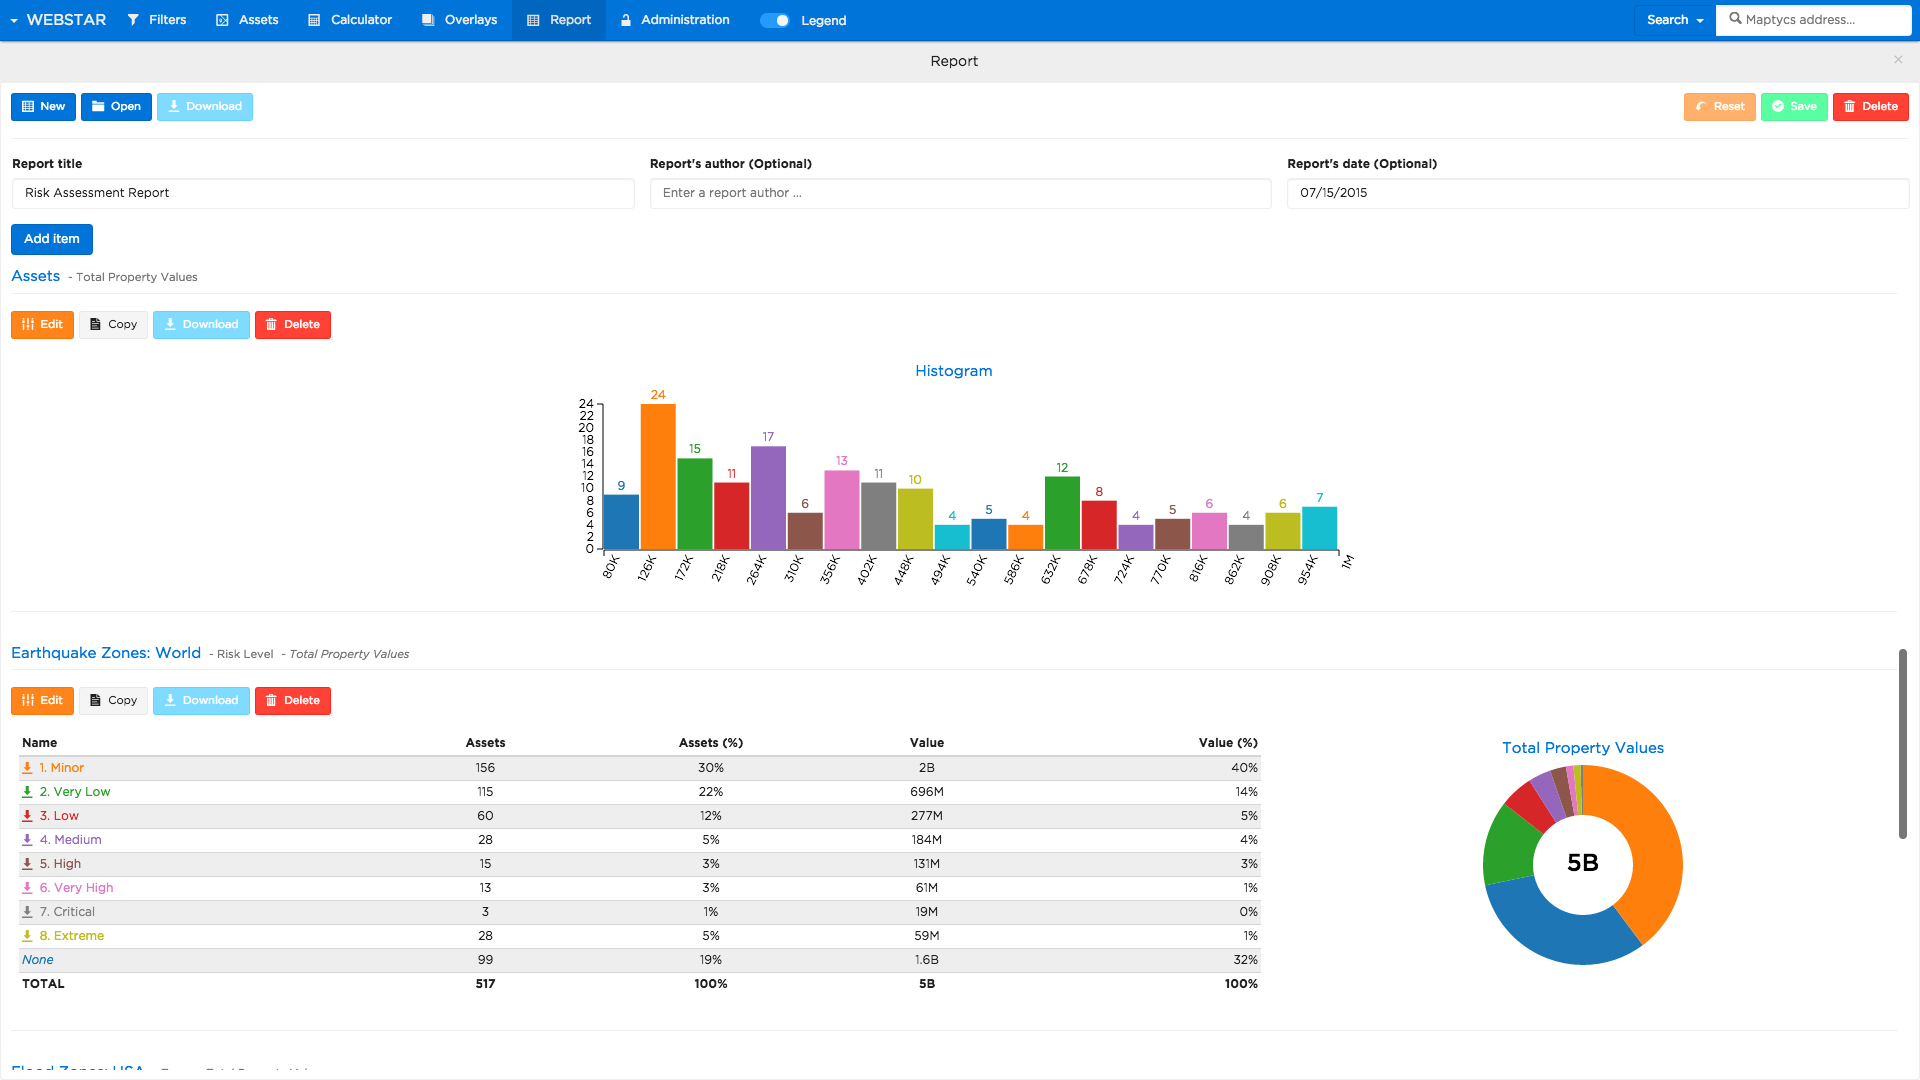 WEBSTAR Filters Assets Calculator Overlays Report Administration Legend Search Maptycs address...
Report ×
New Open Download Reset Save Delete
Report title Report's author (Optional) Report's date (Optional)
Risk Assessment Report Enter a report author ... 07/15/2015
Add item
Assets - Total Property Values
Edit Copy Download Delete
Histogram
24
22
20
18
16
14
12
10
8
6
4
2
0
9 24 15 11 17 6 13 11 10 4 5 4 12 8 4 5 6 4 6 7
80K 126K 172K 218K 264K 310K 356K 402K 448K 494K 540K 586K 632K 678K 724K 770K 816K 862K 908K 954K 1M
Earthquake Zones: World - Risk Level - Total Property Values
Edit Copy Download Delete
Name Assets Assets (%) Value Value (%)
1. Minor 156 30% 2B 40%
2. Very Low 115 22% 696M 14%
3. Low 60 12% 277M 5%
4. Medium 28 5% 184M 4%
5. High 15 3% 131M 3%
6. Very High 13 3% 61M 1%
7. Critical 3 1% 19M 0%
8. Extreme 28 5% 59M 1%
None 99 19% 1.6B 32%
TOTAL 517 100% 5B 100%
Total Property Values
5B
Flood Zones: USA